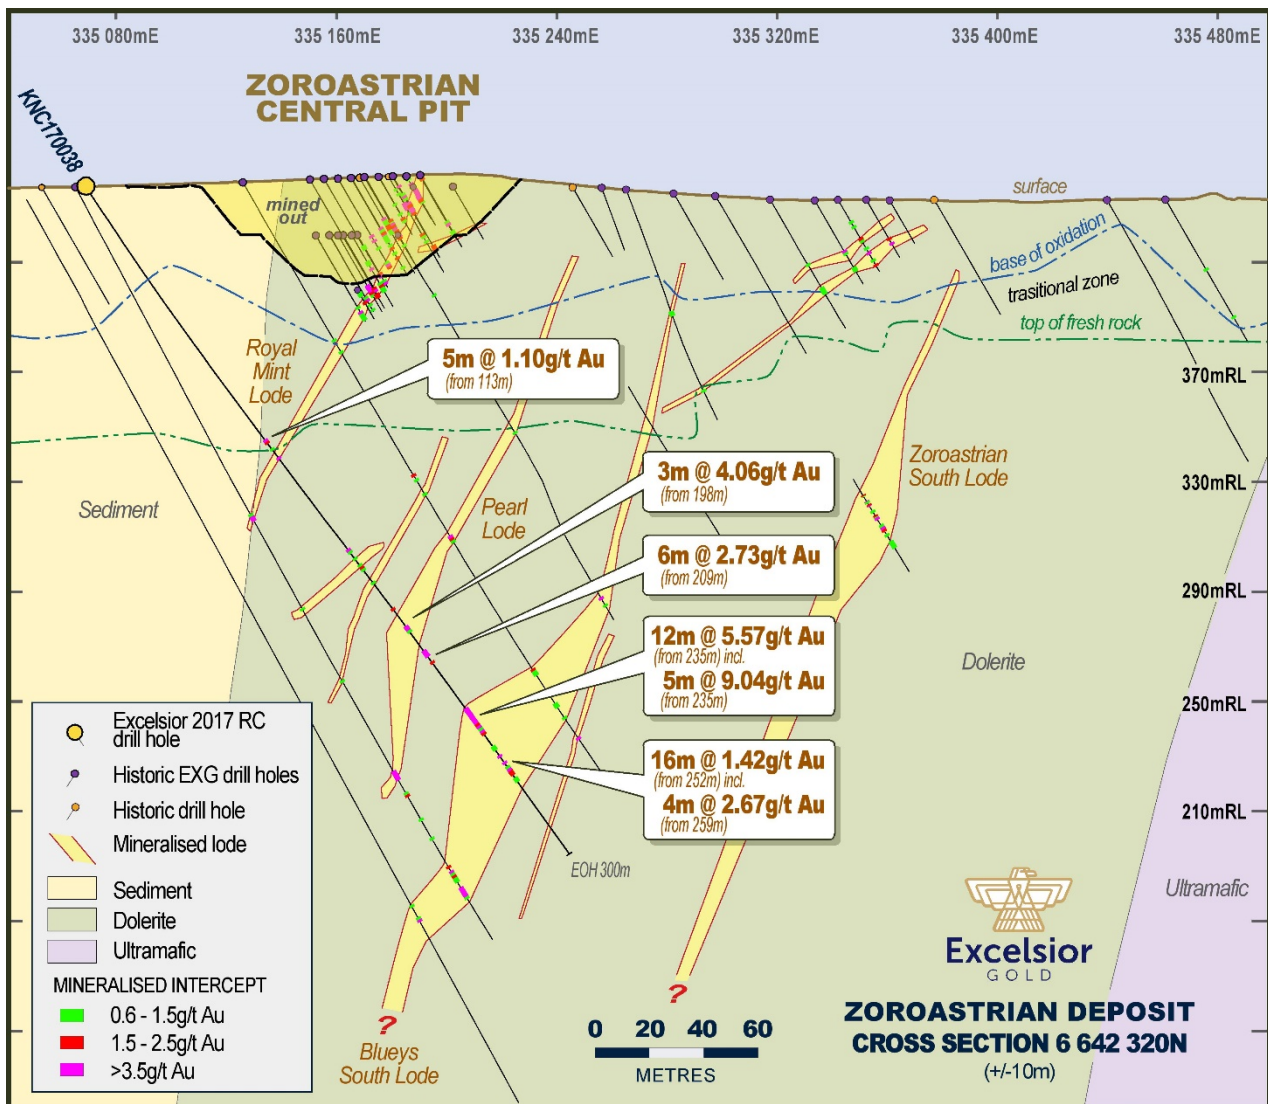 335 080mE
335 160mE
335 240mE
335 320mE
335 400mE
335 480mE
ZOROASTRIAN
CENTRAL PIT
KNC170038
mined
out
surface
base of oxidation
trasitional zone
top of fresh rock
Royal
Mint
Lode
5m @ 1.10g/t Au
(from 113m)
370mRL
3m @ 4.06g/t Au
(from 198m)
Zoroastrian
South Lode
330mRL
Sediment
Pearl
Lode
6m @ 2.73g/t Au
(from 209m)
290mRL
12m @ 5.57g/t Au
(from 235m) incl.
5m @ 9.04g/t Au
(from 235m)
Dolerite
250mRL
16m @ 1.42g/t Au
(from 252m) incl.
4m @ 2.67g/t Au
(from 259m)
210mRL
EOH 300m
Ultramafic
Excelsior 2017 RC
drill hole
Historic EXG drill holes
Historic drill hole
Mineralised lode
Sediment
Dolerite
Ultramafic
MINERALISED INTERCEPT
0.6 - 1.5g/t Au
1.5 - 2.5g/t Au
>3.5g/t Au
?
?
Blueys
South Lode
0 20 40 60
METRES
Excelsior
GOLD
ZOROASTRIAN DEPOSIT
CROSS SECTION 6 642 320N
(+/-10m)